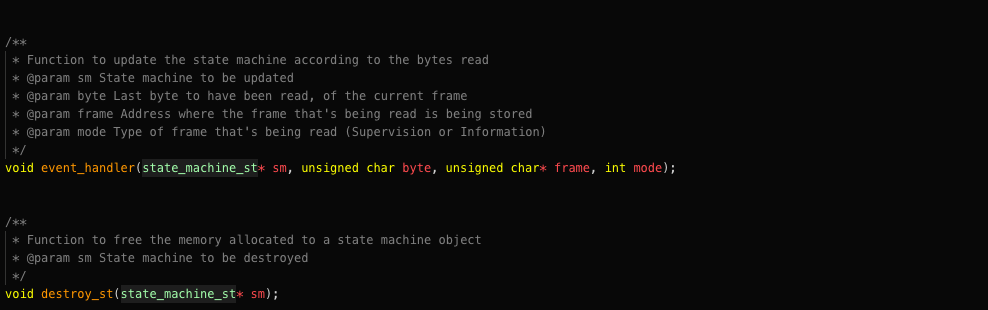 /**
 * Function to update the state machine according to the bytes read
 * @param sm State machine to be updated
 * @param byte Last byte to have been read, of the current frame
 * @param frame Address where the frame that's being read is being stored
 * @param mode Type of frame that's being read (Supervision or Information)
 */
void event_handler(state_machine_st* sm, unsigned char byte, unsigned char* frame, int mode);
/**
 * Function to free the memory allocated to a state machine object
 * @param sm State machine to be destroyed
 */
void destroy_st(state_machine_st* sm);